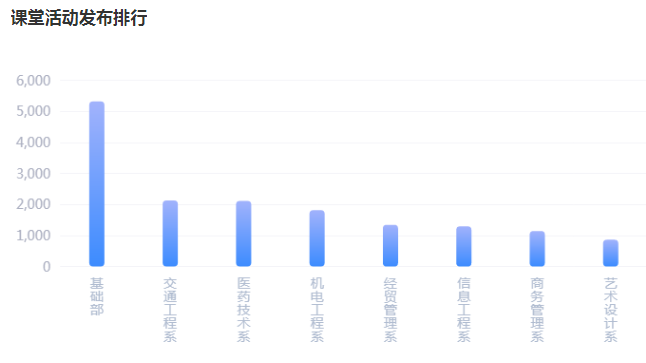 课堂活动发布排行
6,000
5,000
4,000
3,000
2,000
1,000
0
基础部
交通工程系
医药技术系
机电工程系
经贸管理系
信息工程系
商务管理系
艺术设计系